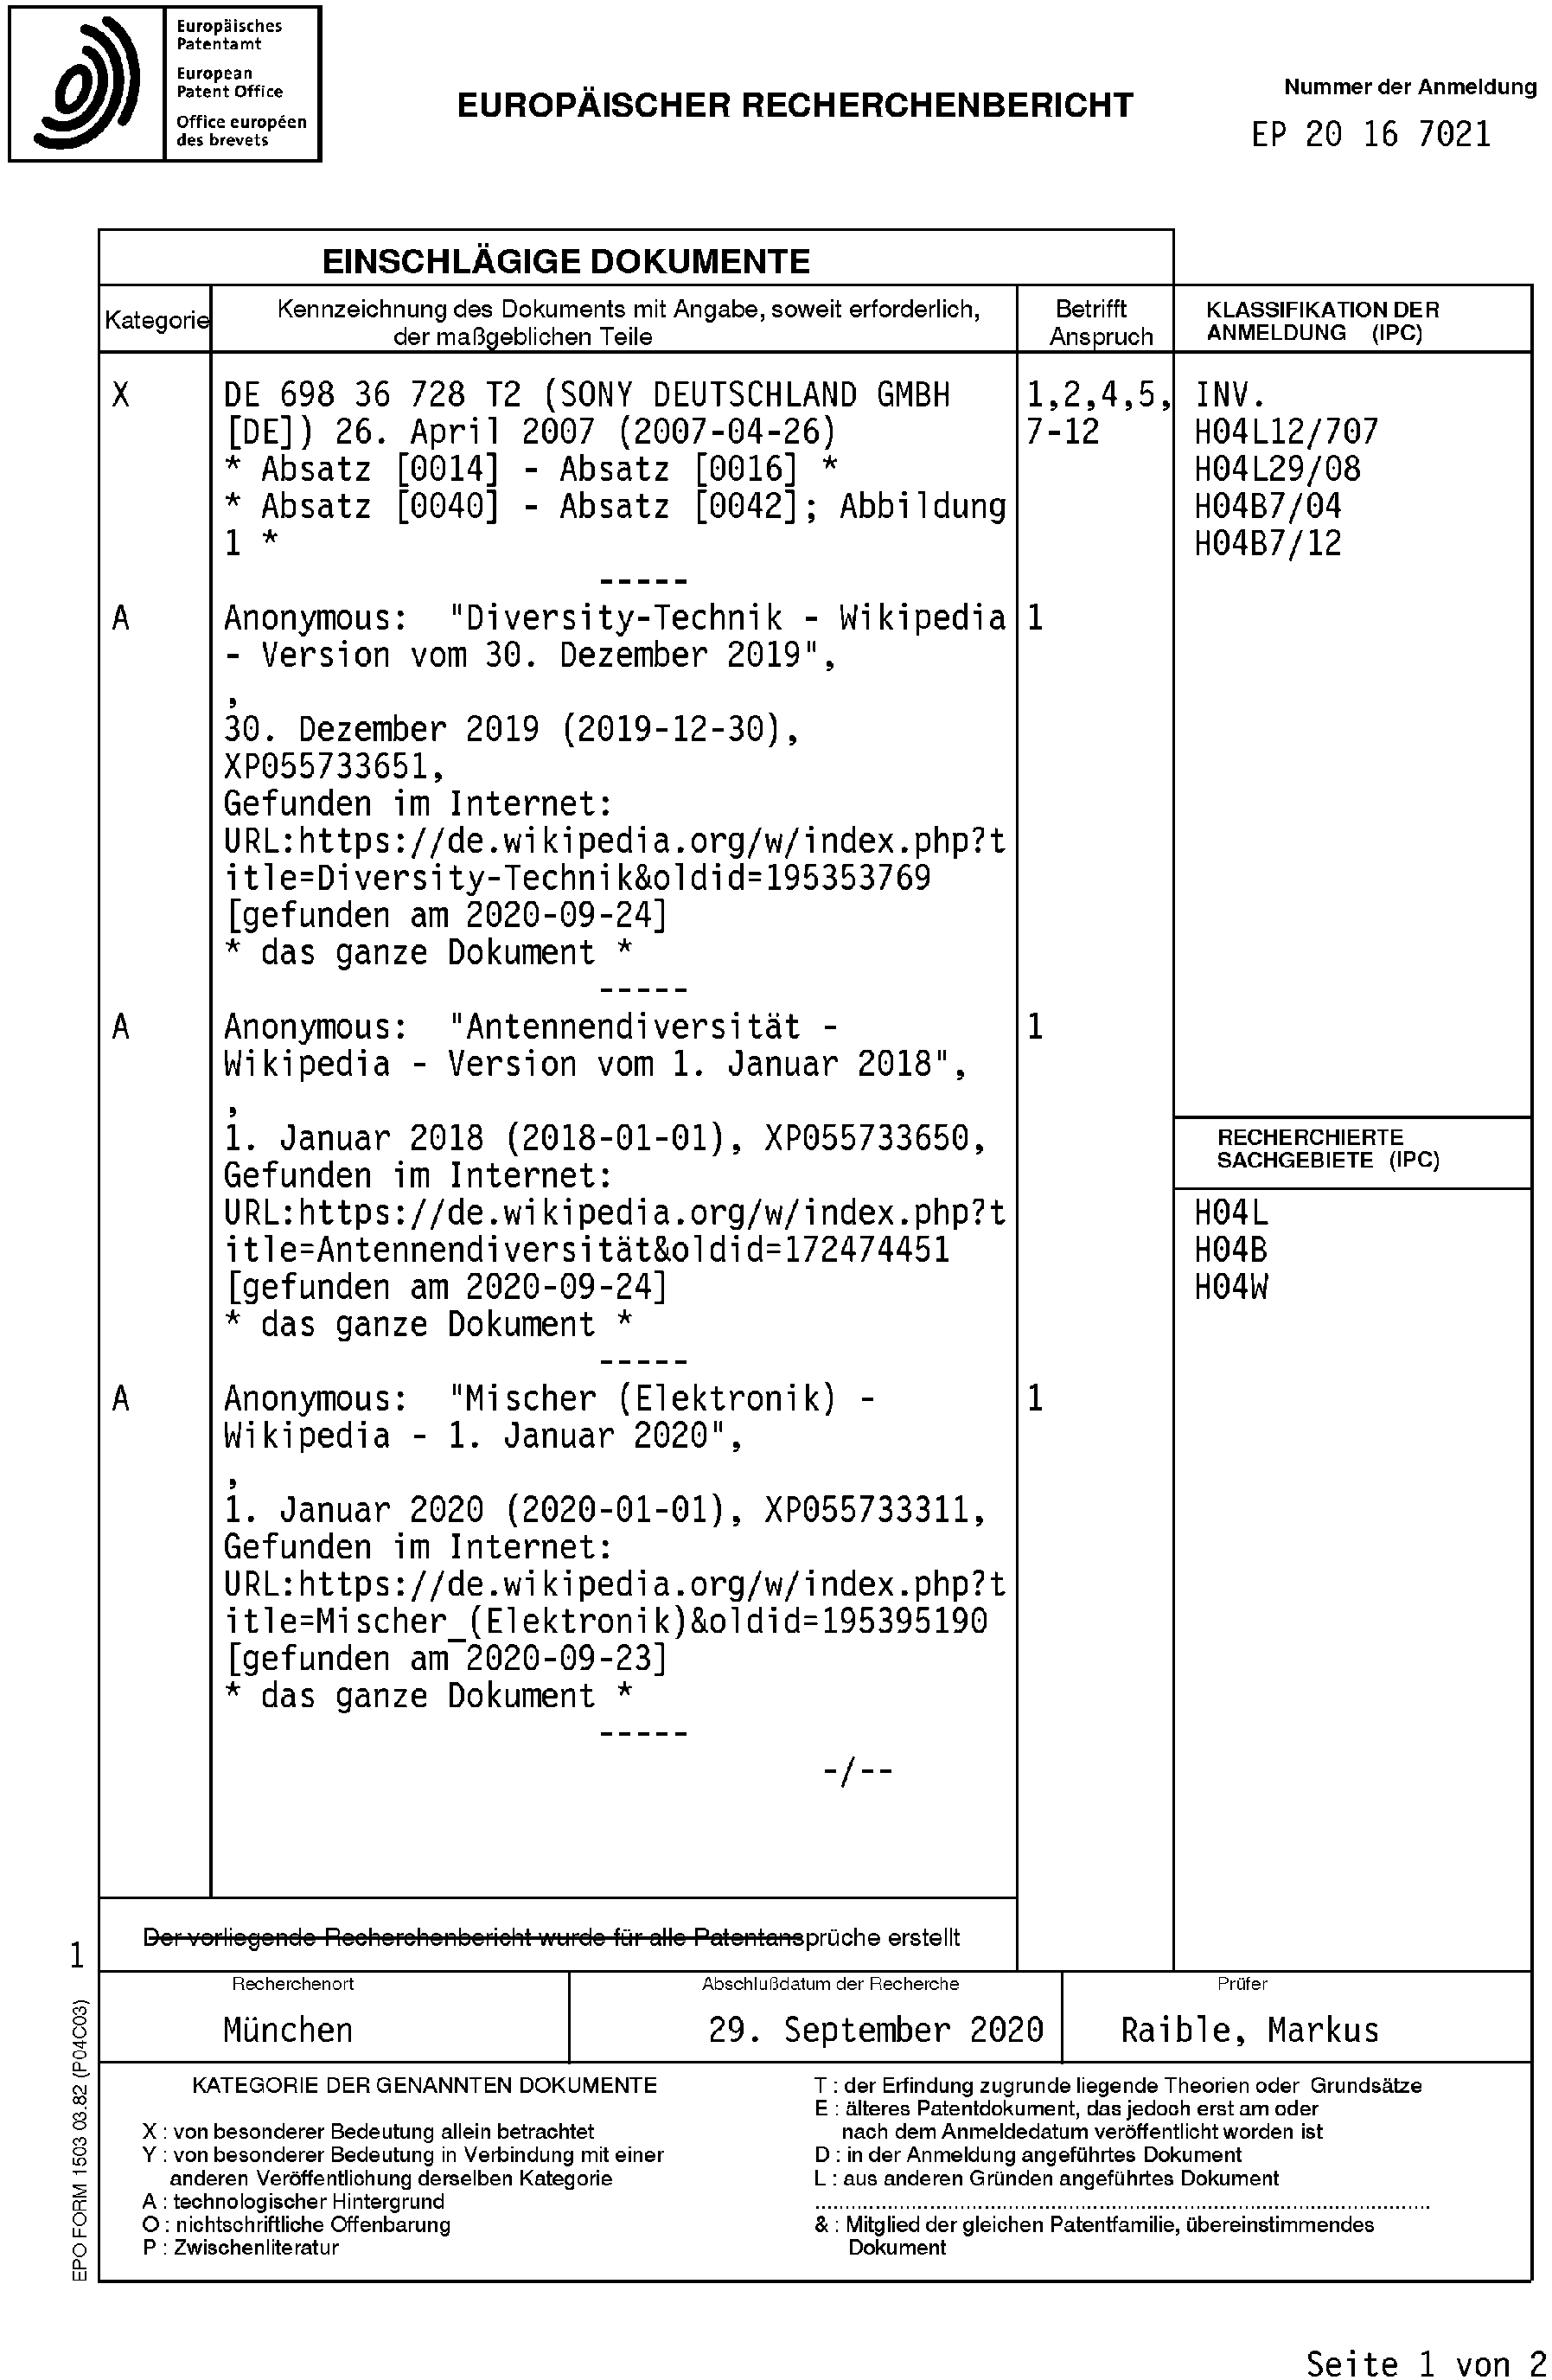 Europäisches
Patentamt
European
Patent Office
Office européen
des brevets
EUROPÄISCHER RECHERCHENBERICHT
Nummer der Anmeldung
EP 20 16 7021
EINSCHLÄGIGE DOKUMENTE
Kategorie
Kennzeichnung des Dokuments mit Angabe, soweit erforderlich,
der maßgeblichen Teile
Betrifft
Anspruch
KLASSIFIKATION DER
ANMELDUNG (IPC)
X
DE 698 36 728 T2 (SONY DEUTSCHLAND GMBH
[DE]) 26. April 2007 (2007-04-26)
* Absatz [0014] - Absatz [0016] *
* Absatz [0040] - Absatz [0042]; Abbildung
1 *
-----
1,2,4,5,
7-12
INV.
H04L12/707
H04L29/08
H04B7/04
H04B7/12
A
Anonymous: "Diversity-Technik - Wikipedia
- Version vom 30. Dezember 2019",
,
30. Dezember 2019 (2019-12-30),
XP055733651,
Gefunden im Internet:
URL:https://de.wikipedia.org/w/index.php?t
itle=Diversity-Technik&oldid=195353769
[gefunden am 2020-09-24]
* das ganze Dokument *
-----
1
A
Anonymous: "Antennendiversität -
Wikipedia - Version vom 1. Januar 2018",
,
1. Januar 2018 (2018-01-01), XP055733650,
Gefunden im Internet:
URL:https://de.wikipedia.org/w/index.php?t
itle=Antennendiversität&oldid=172474451
[gefunden am 2020-09-24]
* das ganze Dokument *
-----
1
RECHERCHIERTE
SACHGEBIETE (IPC)
H04L
H04B
H04W
A
Anonymous: "Mischer (Elektronik) -
Wikipedia - 1. Januar 2020",
,
1. Januar 2020 (2020-01-01), XP055733311,
Gefunden im Internet:
URL:https://de.wikipedia.org/w/index.php?t
itle=Mischer_(Elektronik)&oldid=195395190
[gefunden am 2020-09-23]
* das ganze Dokument *
-----
1
-/--
Der vorliegende Recherchenbericht wurde für alle Patentansprüche erstellt
1
Recherchenort
München
Abschlußdatum der Recherche
29. September 2020
Prüfer
Raible, Markus
KATEGORIE DER GENANNTEN DOKUMENTE
X : von besonderer Bedeutung allein betrachtet
Y : von besonderer Bedeutung in Verbindung mit einer
anderen Veröffentlichung derselben Kategorie
A : technologischer Hintergrund
O : nichtschriftliche Offenbarung
P : Zwischenliteratur
T : der Erfindung zugrunde liegende Theorien oder Grundsätze
E : älteres Patentdokument, das jedoch erst am oder
nach dem Anmeldedatum veröffentlicht worden ist
D : in der Anmeldung angeführtes Dokument
L : aus anderen Gründen angeführtes Dokument
& : Mitglied der gleichen Patentfamilie, übereinstimmendes
Dokument
EPO FORM 1503 03.82 (P04C03)
Seite 1 von 2